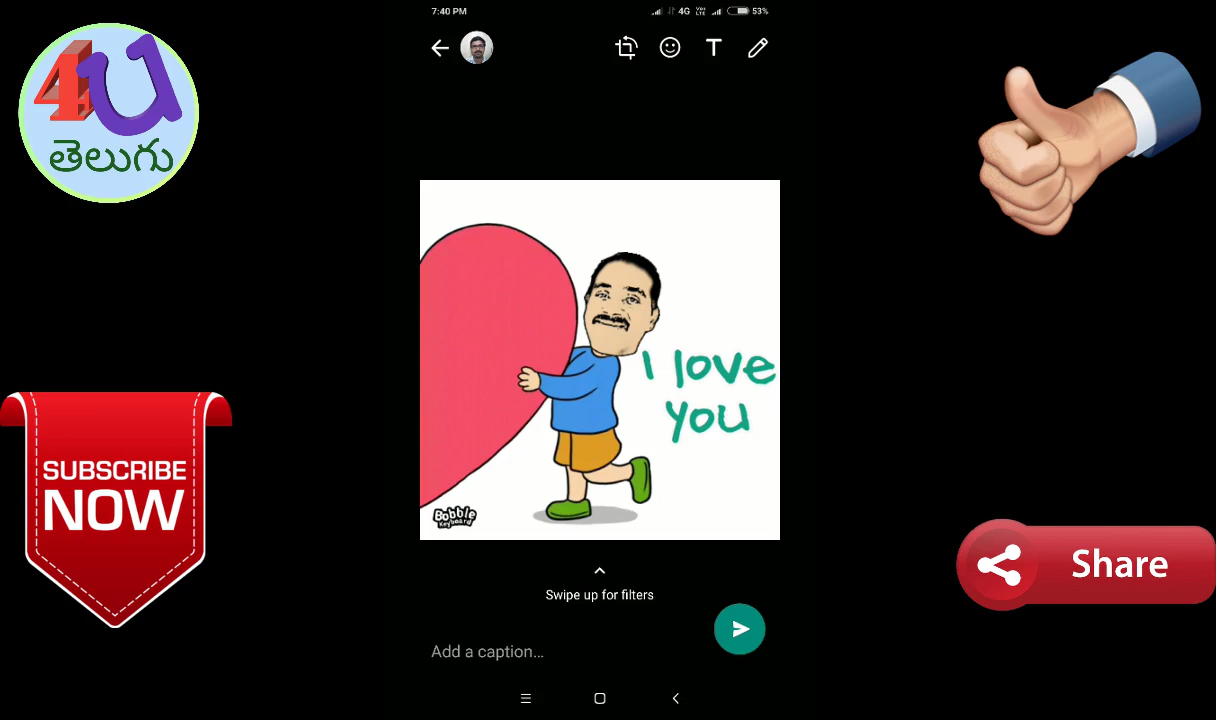 7:40 PM
4G VoLTE 53%
4U
తెలుగు
I love
you
SUBSCRIBE
NOW
Bobble
Keyboard
Share
Swipe up for filters
Add a caption...